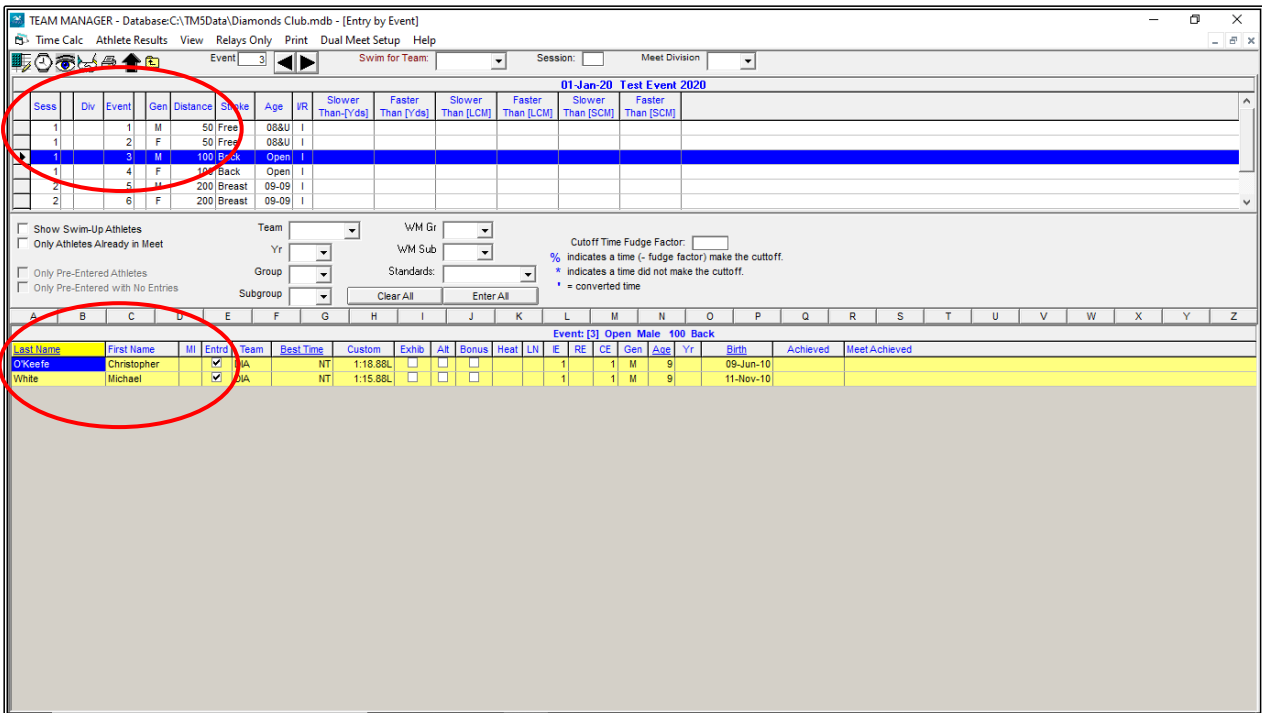 TEAM MANAGER - Database:C:\TM5Data\Diamonds Club.mdb - [Entry by Event]
Time Calc Athlete Results View Relays Only Print Dual Meet Setup Help
Event 3 Swim for Team: Session: Meet Division
01-Jan-20 Test Event 2020
Sess Div Event Gen Distance Stroke Age I/R Slower Than-[Yds] Faster Than [Yds] Slower Than [LCM] Faster Than [LCM] Slower Than [SCM] Faster Than [SCM]
1 1 M 50 Free 08&U I
1 2 F 50 Free 08&U I
1 3 M 100 Back Open I
1 4 F 100 Back Open I
2 5 M 200 Breast 09-09 I
2 6 F 200 Breast 09-09 I
Show Swim-Up Athletes Team WM Gr
Only Athletes Already in Meet Yr WM Sub Cutoff Time Fudge Factor:
% indicates a time (- fudge factor) make the cuttoff.
Only Pre-Entered Athletes Group Standards: * indicates a time did not make the cuttoff.
Only Pre-Entered with No Entries Subgroup Clear All Enter All ' = converted time
A B C D E F G H I J K L M N O P Q R S T U V W X Y Z
Event: [3] Open Male 100 Back
Last Name First Name MI Entrd Team Best Time Custom Exhib Alt Bonus Heat LN IE RE CE Gen Age Yr Birth Achieved Meet Achieved
O'Keefe Christopher DIA NT 1:18.88L 1 1 M 9 09-Jun-10
White Michael DIA NT 1:15.88L 1 1 M 9 11-Nov-10